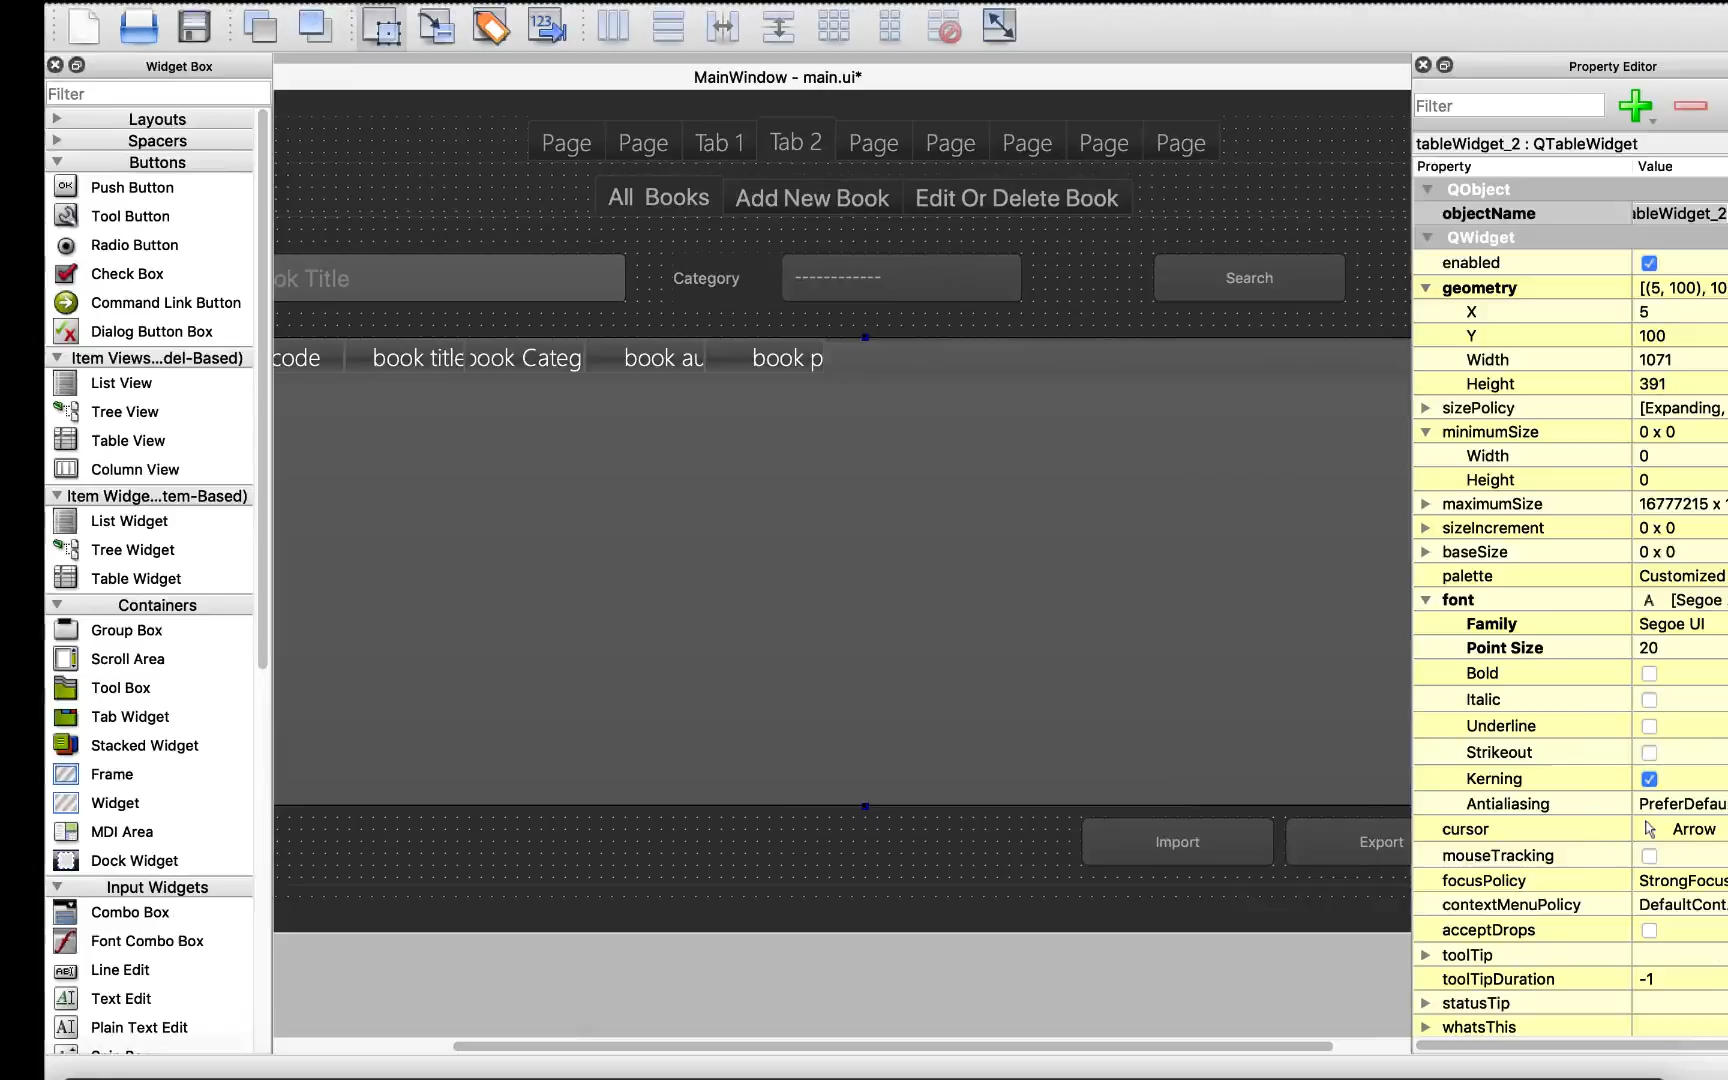 123
MainWindow - main.ui*
Widget Box
Filter
Layouts
Spacers
Buttons
OK
Push Button
Tool Button
Radio Button
Check Box
Command Link Button
Dialog Button Box
Item Views...del-Based)
List View
Tree View
Table View
Column View
Item Widge...tem-Based)
List Widget
Tree Widget
Table Widget
Containers
Group Box
Scroll Area
Tool Box
Tab Widget
Stacked Widget
Frame
Widget
MDI Area
Dock Widget
Input Widgets
Combo Box
Font Combo Box
Line Edit
Text Edit
Plain Text Edit
Page Page Tab 1 Tab 2 Page Page Page Page Page
All Books Add New Book Edit Or Delete Book
ok Title Category ------------ Search
code book title book Categ book au book p
Import Export
Property Editor
Filter
tableWidget_2 : QTableWidget
Property Value
QObject
objectName ableWidget_2
QWidget
enabled
geometry [(5, 100), 10
X 5
Y 100
Width 1071
Height 391
sizePolicy [Expanding,
minimumSize 0 x 0
Width 0
Height 0
maximumSize 16777215 x 1
sizeIncrement 0 x 0
baseSize 0 x 0
palette Customized
font A [Segoe
Family Segoe UI
Point Size 20
Bold
Italic
Underline
Strikeout
Kerning
Antialiasing PreferDefau
cursor Arrow
mouseTracking
focusPolicy StrongFocus
contextMenuPolicy DefaultCont
acceptDrops
toolTip
toolTipDuration -1
statusTip
whatsThis